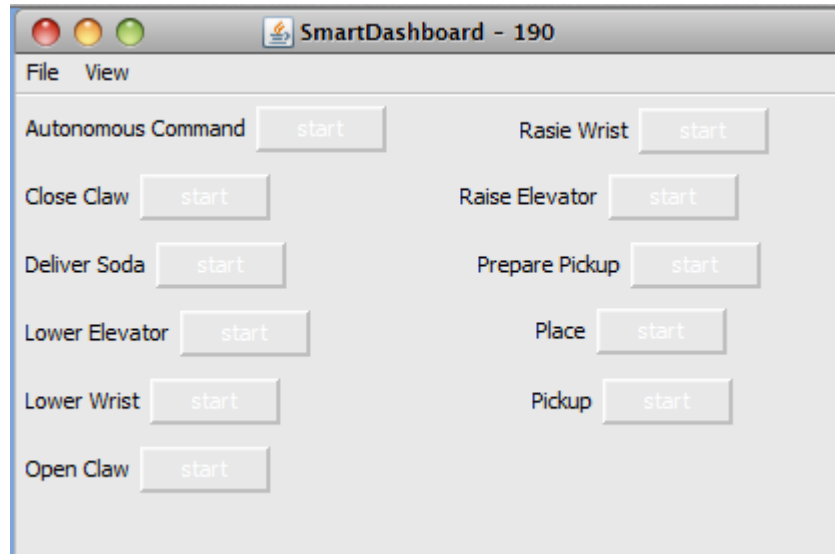 SmartDashboard - 190
File View
Autonomous Command start
Rasie Wrist start
Close Claw start
Raise Elevator start
Deliver Soda start
Prepare Pickup start
Lower Elevator start
Place start
Lower Wrist start
Pickup start
Open Claw start